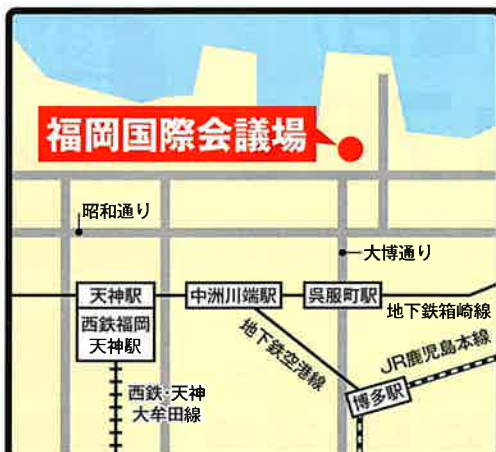 福岡国際会議場
昭和通り
大博通り
天神駅
中洲川端駅
呉服町駅
地下鉄箱崎線
西鉄福岡
天神駅
地下鉄空港線
JR鹿児島本線
西鉄・天神
大牟田線
博多駅